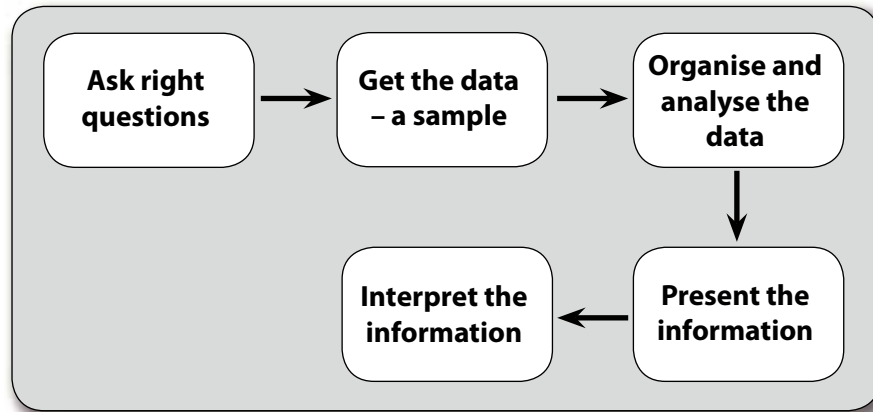 Ask right
questions
Get the data
– a sample
Organise and
analyse the
data
Present the
information
Interpret the
information